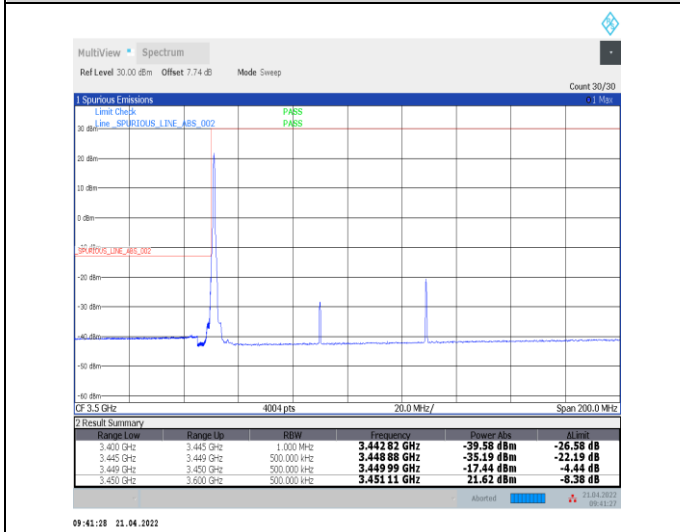 MultiView Spectrum
Ref Level 30.00 dBm Offset 7.74 dB Mode Sweep
Count 30/30
1 Spurious Emissions 1 Max
Limit Check PASS
Line _SPURIOUS_LINE_ABS_002 PASS
30 dBm
20 dBm
10 dBm
0 dBm
_SPURIOUS_LINE_ABS_002
-20 dBm
-30 dBm
-40 dBm
-50 dBm
-60 dBm
CF 3.5 GHz 4004 pts 20.0 MHz/ Span 200.0 MHz
2 Result Summary
Range Low Range Up RBW Frequency Power Abs ΔLimit
3.400 GHz 3.445 GHz 1.000 MHz 3.442 82 GHz -39.58 dBm -26.58 dB
3.445 GHz 3.449 GHz 500.000 kHz 3.448 88 GHz -35.19 dBm -22.19 dB
3.449 GHz 3.450 GHz 500.000 kHz 3.449 99 GHz -17.44 dBm -4.44 dB
3.450 GHz 3.600 GHz 500.000 kHz 3.451 11 GHz 21.62 dBm -8.38 dB
Aborted 21.04.2022
09:41:27
09:41:28 21.04.2022